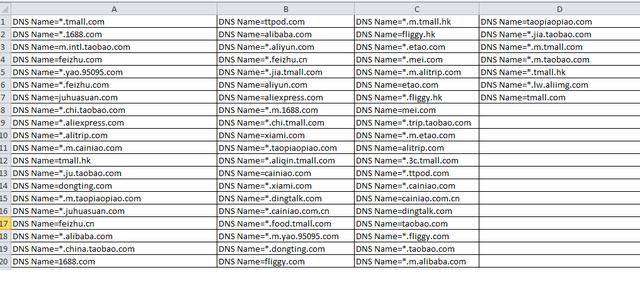 A B C D
1 DNS Name=*.tmall.com DNS Name=ttpod.com DNS Name=*.m.tmall.hk DNS Name=taopiaopiao.com
2 DNS Name=*.1688.com DNS Name=alibaba.com DNS Name=fliggy.hk DNS Name=*.jia.taobao.com
3 DNS Name=m.intl.taobao.com DNS Name=*.aliyun.com DNS Name=*.etao.com DNS Name=*.m.tmall.com
4 DNS Name=feizhu.com DNS Name=*.feizhu.cn DNS Name=*.mei.com DNS Name=*.m.taobao.com
5 DNS Name=*.yao.95095.com DNS Name=*.jia.tmall.com DNS Name=*.m.alitrip.com DNS Name=*.tmall.hk
6 DNS Name=*.feizhu.com DNS Name=aliyun.com DNS Name=etao.com DNS Name=*.lw.aliimg.com
7 DNS Name=juhuasuan.com DNS Name=aliexpress.com DNS Name=*.fliggy.hk DNS Name=tmall.com
8 DNS Name=*.chi.taobao.com DNS Name=*.m.1688.com DNS Name=mei.com
9 DNS Name=*.aliexpress.com DNS Name=*.chi.tmall.com DNS Name=*.trip.taobao.com
10 DNS Name=*.alitrip.com DNS Name=xiami.com DNS Name=*.m.etao.com
11 DNS Name=*.m.cainiao.com DNS Name=*.taopiaopiao.com DNS Name=alitrip.com
12 DNS Name=tmall.hk DNS Name=*.aliqin.tmall.com DNS Name=*.3c.tmall.com
13 DNS Name=*.ju.taobao.com DNS Name=cainiao.com DNS Name=*.ttpod.com
14 DNS Name=dongting.com DNS Name=*.xiami.com DNS Name=*.cainiao.com
15 DNS Name=*.m.taopiaopiao.com DNS Name=*.dingtalk.com DNS Name=cainiao.com.cn
16 DNS Name=*.juhuasuan.com DNS Name=*.cainiao.com.cn DNS Name=dingtalk.com
17 DNS Name=feizhu.cn DNS Name=*.food.tmall.com DNS Name=taobao.com
18 DNS Name=*.alibaba.com DNS Name=*.m.yao.95095.com DNS Name=*.fliggy.com
19 DNS Name=*.china.taobao.com DNS Name=*.dongting.com DNS Name=*.taobao.com
20 DNS Name=1688.com DNS Name=fliggy.com DNS Name=*.m.alibaba.com